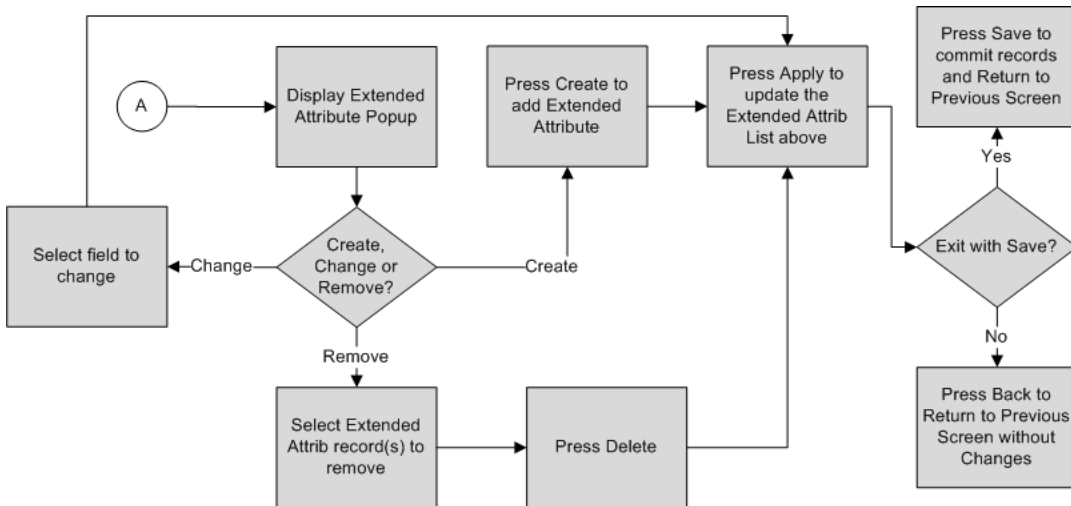 A
Display Extended
Attribute Popup
Press Create to
add Extended
Attribute
Press Apply to
update the
Extended Attrib
List above
Press Save to
commit records
and Return to
Previous Screen
Yes
Select field to
change
Change
Create,
Change or
Remove?
Create
Exit with Save?
No
Remove
Select Extended
Attrib record(s) to
remove
Press Delete
Press Back to
Return to Previous
Screen without
Changes